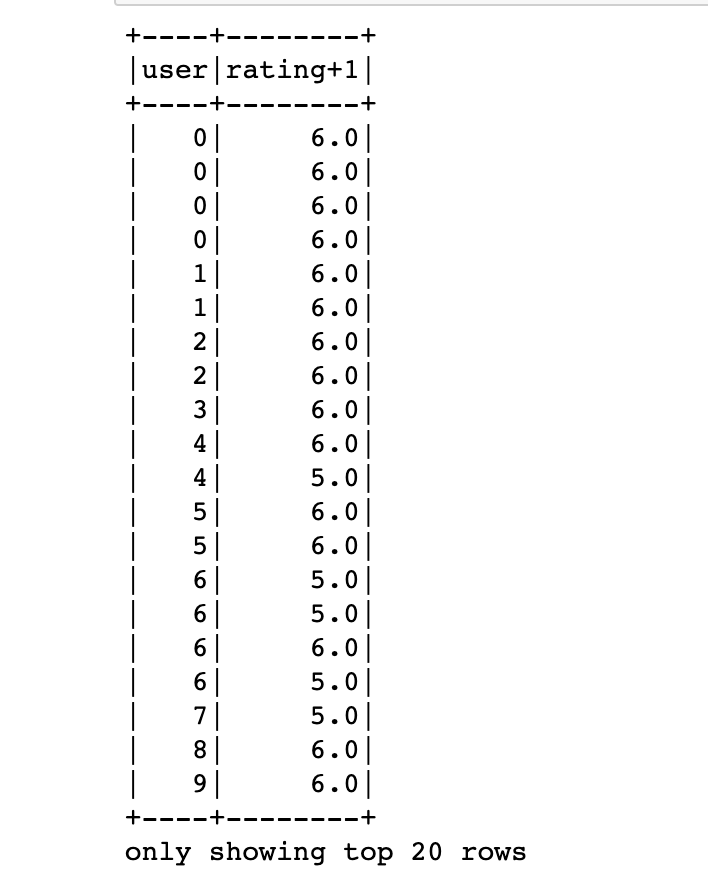 +----+--------+
|user|rating+1|
+----+--------+
|   0|     6.0|
|   0|     6.0|
|   0|     6.0|
|   0|     6.0|
|   1|     6.0|
|   1|     6.0|
|   2|     6.0|
|   2|     6.0|
|   3|     6.0|
|   4|     6.0|
|   4|     5.0|
|   5|     6.0|
|   5|     6.0|
|   6|     5.0|
|   6|     5.0|
|   6|     6.0|
|   6|     5.0|
|   7|     5.0|
|   8|     6.0|
|   9|     6.0|
+----+--------+
only showing top 20 rows